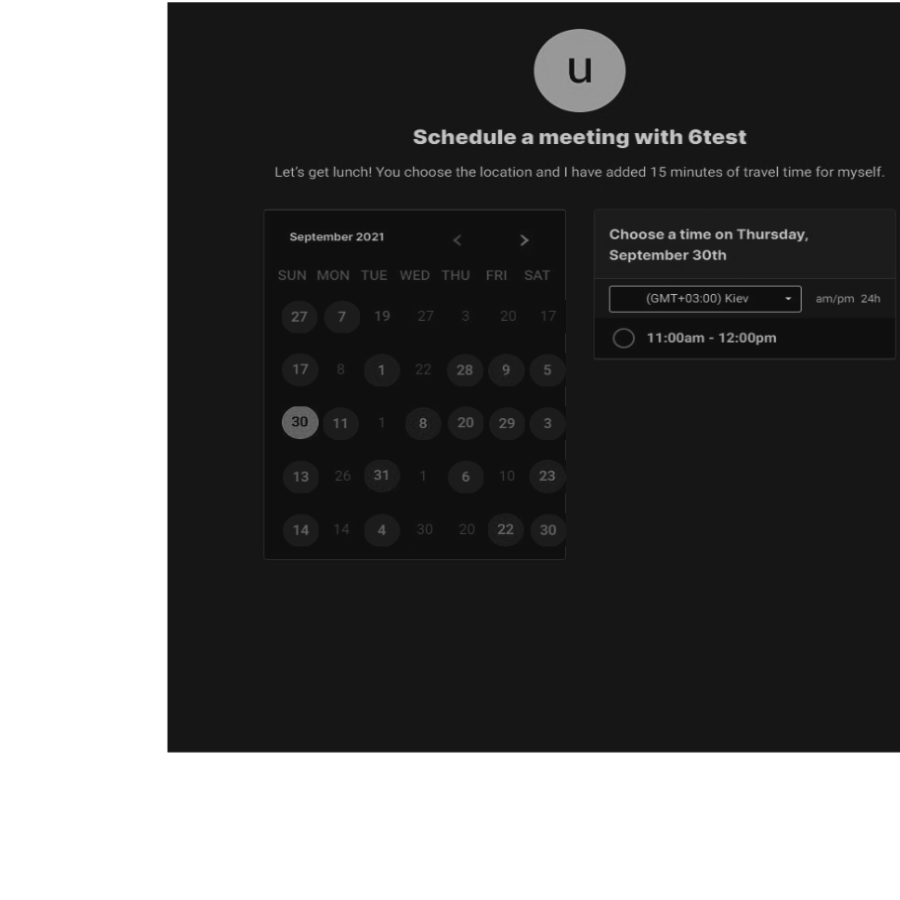 u
Schedule a meeting with 6test
Let's get lunch! You choose the location and I have added 15 minutes of travel time for myself.
September 2021 < >
SUN MON TUE WED THU FRI SAT
27 7 19 27 3 20 17
17 8 1 22 28 9 5
30 11 1 8 20 29 3
13 26 31 1 6 10 23
14 14 4 30 20 22 30
Choose a time on Thursday,
September 30th
(GMT+03:00) Kiev am/pm 24h
11:00am - 12:00pm